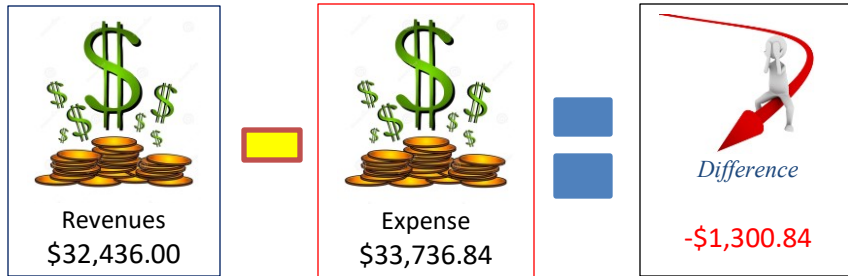 Revenues
$32,436.00
Expense
$33,736.84
Difference
-$1,300.84